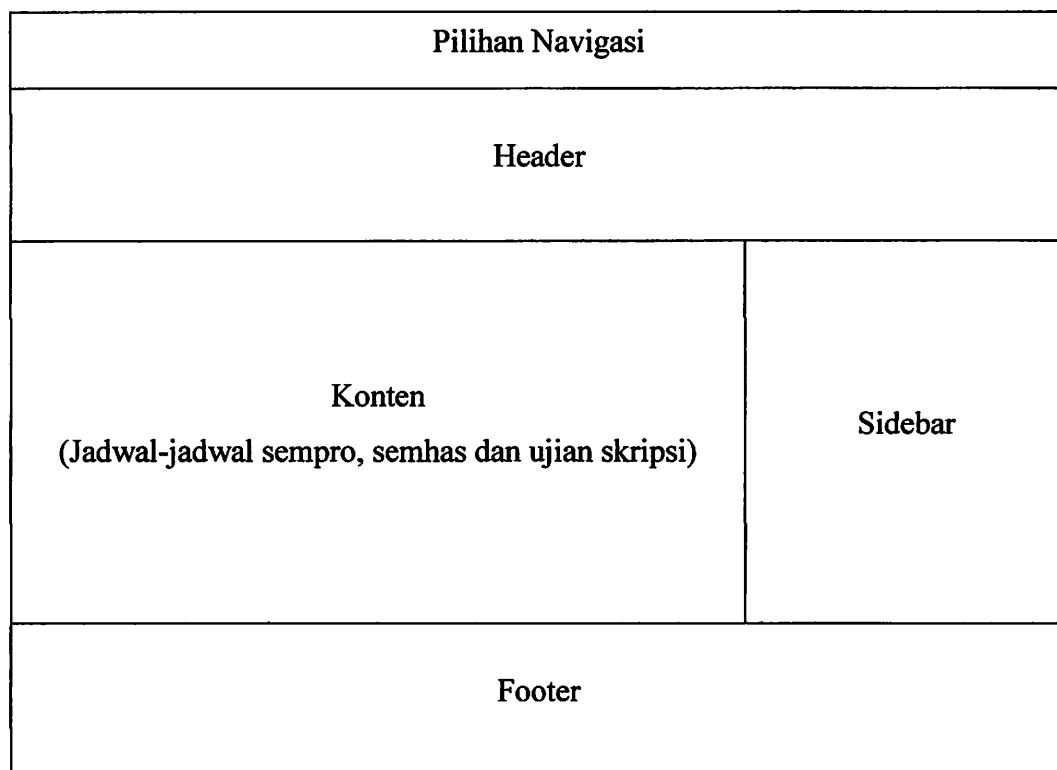 Pilihan Navigasi
Header
Konten
(Jadwal-jadwal sempro, semhas dan ujian skripsi)
Sidebar
Footer